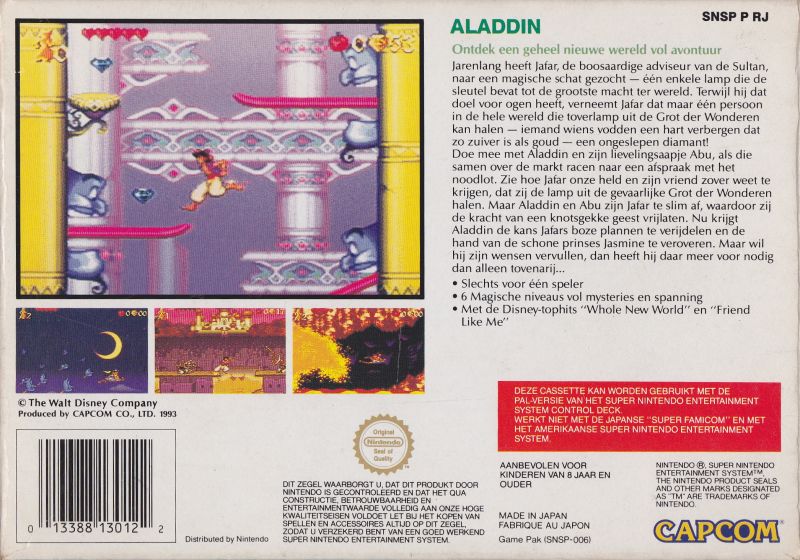 SNSP P RJ
ALADDIN
Ontdek een geheel nieuwe wereld vol avontuur
Jarenlang heeft Jafar, de boosaardige adviseur van de Sultan,
naar een magische schat gezocht — één enkele lamp die de
sleutel bevat tot de grootste macht ter wereld. Terwijl hij dat
doel voor ogen heeft, verneemt Jafar dat maar één persoon
in de hele wereld die toverlamp uit de Grot der Wonderen
kan halen — iemand wiens vodden een hart verbergen dat
zo zuiver is als goud — een ongeslepen diamant!
Doe mee met Aladdin en zijn lievelingsaapje Abu, als die
samen over de markt racen naar een afspraak met het
noodlot. Zie hoe Jafar onze held en zijn vriend zover weet te
krijgen, dat zij de lamp uit de gevaarlijke Grot der Wonderen
halen. Maar Aladdin en Abu zijn Jafar te slim af, waardoor zij
de kracht van een knotsgekke geest vrijlaten. Nu krijgt
Aladdin de kans Jafars boze plannen te verijdelen en de
hand van de schone prinses Jasmine te veroveren. Maar wil
hij zijn wensen vervullen, dan heeft hij daar meer voor nodig
dan alleen tovenarij...
• Slechts voor één speler
• 6 Magische niveaus vol mysteries en spanning
• Met de Disney-tophits "Whole New World" en "Friend
Like Me"
© The Walt Disney Company
Produced by CAPCOM CO., LTD. 1993
DEZE CASSETTE KAN WORDEN GEBRUIKT MET DE
PAL-VERSIE VAN HET SUPER NINTENDO ENTERTAINMENT
SYSTEM CONTROL DECK.
WERKT NIET MET DE JAPANSE "SUPER FAMICOM" EN MET
HET AMERIKAANSE SUPER NINTENDO ENTERTAINMENT
SYSTEM.
0 13388 13012 2
Distributed by Nintendo
Original
Nintendo
Seal of
Quality
DIT ZEGEL WAARBORGT U, DAT DIT PRODUKT DOOR
NINTENDO IS GECONTROLEERD EN DAT HET QUA
CONSTRUCTIE, BETROUWBAARHEID EN
ENTERTAINMENTWAARDE VOLLEDIG AAN ONZE HOGE
KWALITEITSEISEN VOLDOET LET BIJ HET KOPEN VAN
SPELLEN EN ACCESSOIRES ALTIJD OP DIT ZEGEL,
ZODAT U VERZEKERD BENT VAN EEN GOED WERKEND
SUPER NINTENDO ENTERTAINMENT SYSTEM.
AANBEVOLEN VOOR
KINDEREN VAN 8 JAAR EN
OUDER
MADE IN JAPAN
FABRIQUE AU JAPON
Game Pak (SNSP-006)
NINTENDO ®, SUPER NINTENDO
ENTERTAINMENT SYSTEM™,
THE NINTENDO PRODUCT SEALS
AND OTHER MARKS DESIGNATED
AS "TM" ARE TRADEMARKS OF
NINTENDO.
CAPCOM